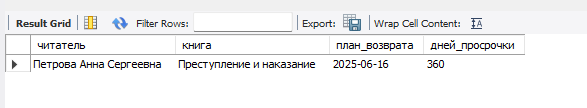 Result Grid Filter Rows: Export: Wrap Cell Content: IA
читатель книга план_возврата дней_просрочки
Петрова Анна Сергеевна Преступление и наказание 2025-06-16 360